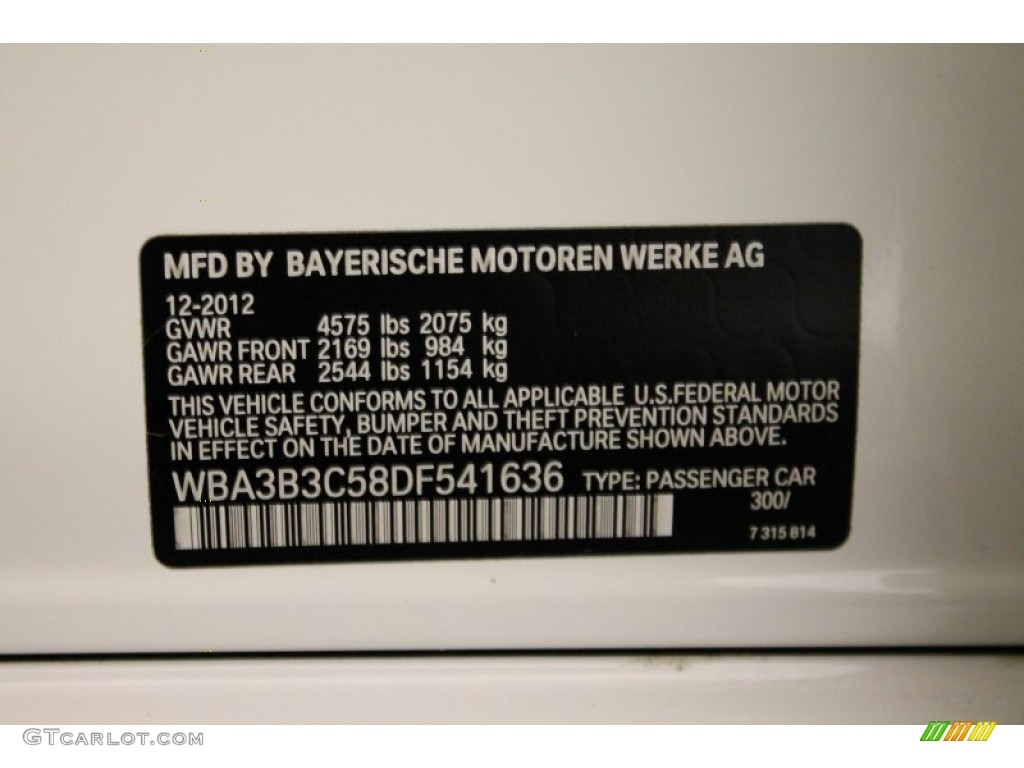 MFD BY BAYERISCHE MOTOREN WERKE AG
12-2012
GVWR 4575 lbs 2075 kg
GAWR FRONT 2169 lbs 984 kg
GAWR REAR 2544 lbs 1154 kg
THIS VEHICLE CONFORMS TO ALL APPLICABLE U.S.FEDERAL MOTOR
VEHICLE SAFETY, BUMPER AND THEFT PREVENTION STANDARDS
IN EFFECT ON THE DATE OF MANUFACTURE SHOWN ABOVE.
WBA3B3C58DF541636 TYPE: PASSENGER CAR
300/
7 315 814
GTCARLOT.COM